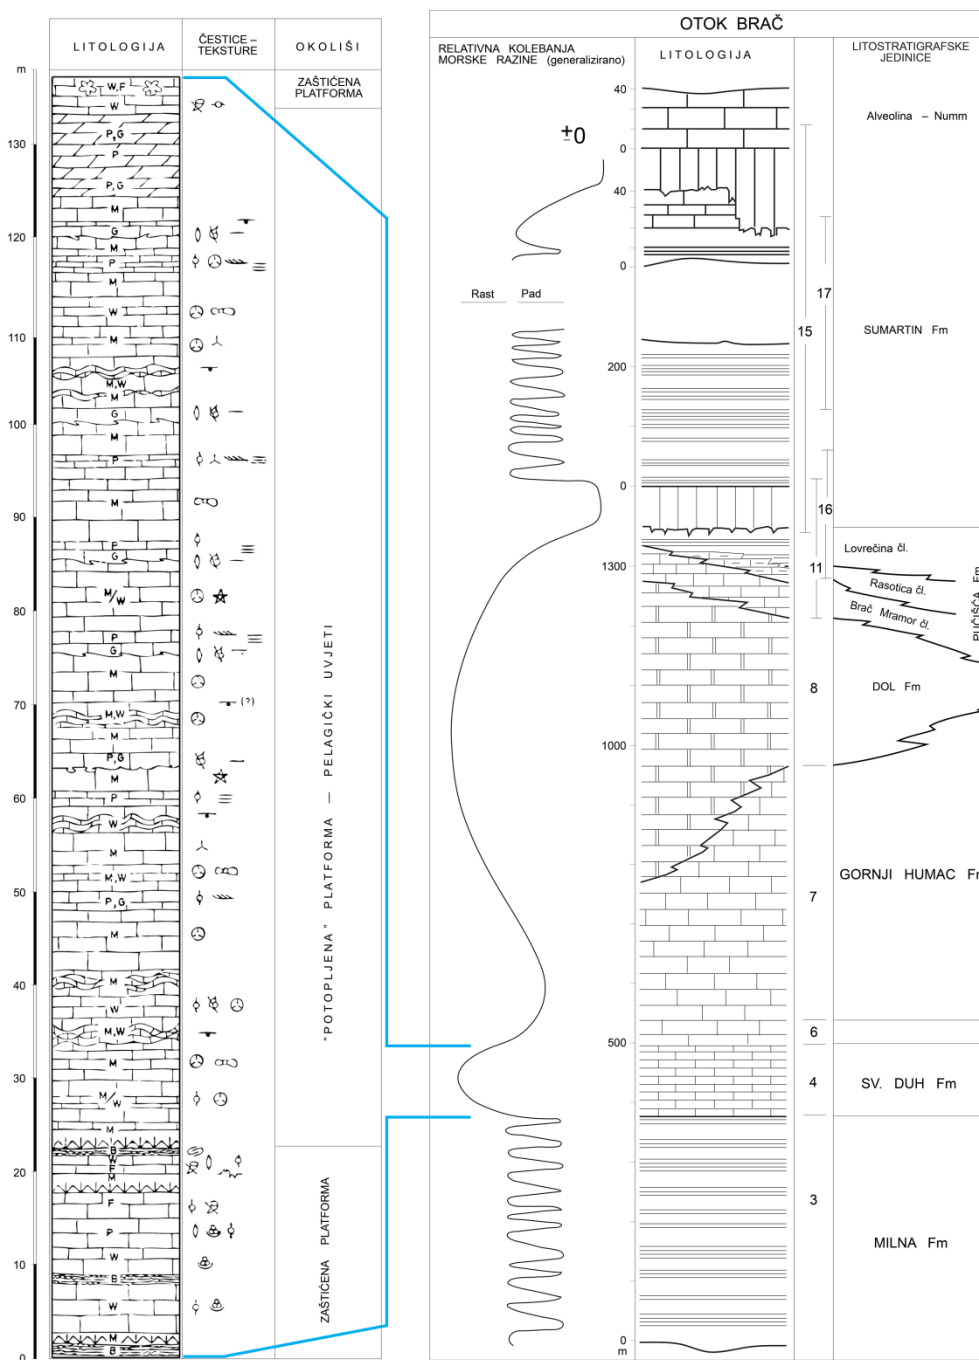 LITOLOGIJA
ČESTICE –
TEKSTURE
OKOLIŠI
m
130
120
110
100
90
80
70
60
50
40
30
20
10
0
W,F
W
P,G
P
P,G
M
G
M
P
M
W
M
M,W
M
G
M
P
M
P
G
M/W
P
G
M
M,W
M
P,G
M
P
W
M
M,W
P,G
M
M
W
M,W
M
M/W
M
B
W
F
M
F
P
W
B
W
M
B
(?)
ZAŠTIĆENA
PLATFORMA
"POTOPLJENA" PLATFORMA — PELAGIČKI UVJETI
ZAŠTIĆENA PLATFORMA
OTOK BRAČ
RELATIVNA KOLEBANJA
MORSKE RAZINE (generalizirano)
LITOLOGIJA
LITOSTRATIGRAFSKE
JEDINICE
±0
Rast Pad
40
0
40
0
200
0
1300
1000
500
0
m
17
15
16
11
8
7
6
4
3
Alveolina – Numm
SUMARTIN Fm
Lovrečina čl.
Rasotica čl.
Brač Mramor čl.
PUČIŠĆA Fm
DOL Fm
GORNJI HUMAC Fm
SV. DUH Fm
MILNA Fm